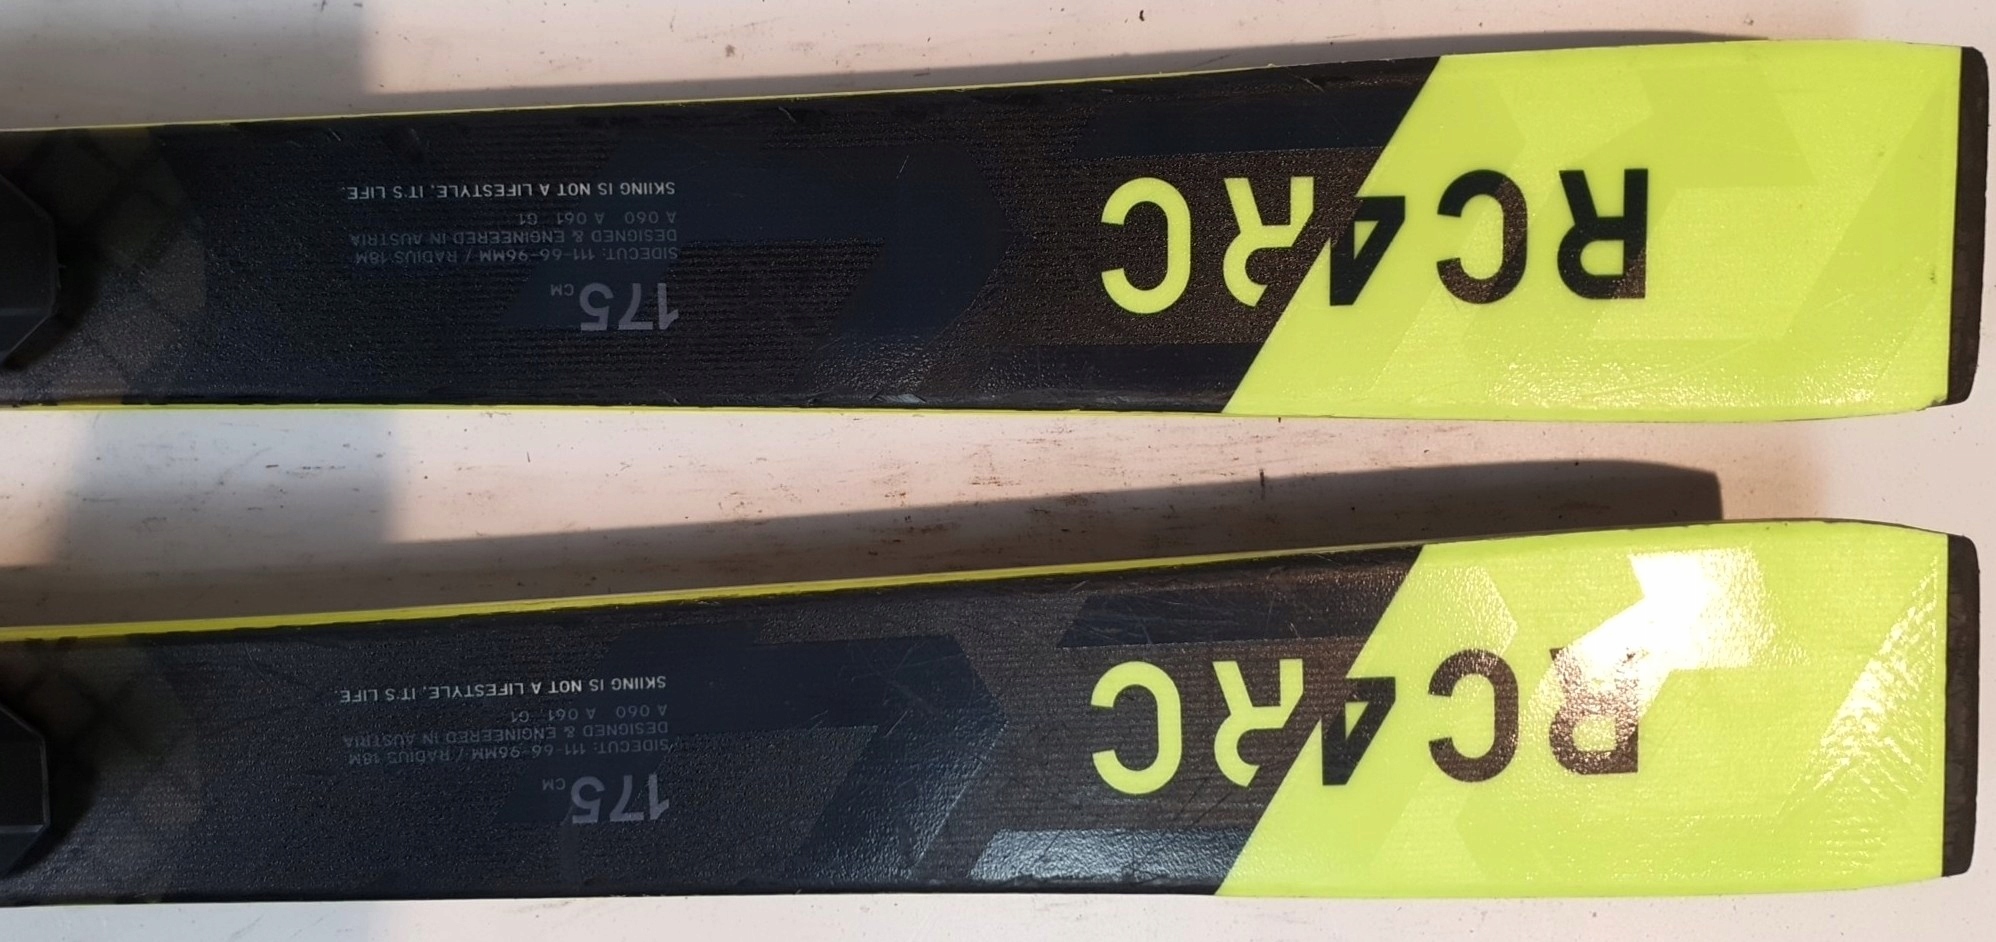 RC4RC
175 CM
SIDECUT: 111-66-96MM / RADIUS 18M
DESIGNED & ENGINEERED IN AUSTRIA
A 060 A 061 G1
SKIING IS NOT A LIFESTYLE, IT'S LIFE.
RC4RC
175 CM
SIDECUT: 111-66-96MM / RADIUS 18M
DESIGNED & ENGINEERED IN AUSTRIA
A 060 A 061 G1
SKIING IS NOT A LIFESTYLE, IT'S LIFE.